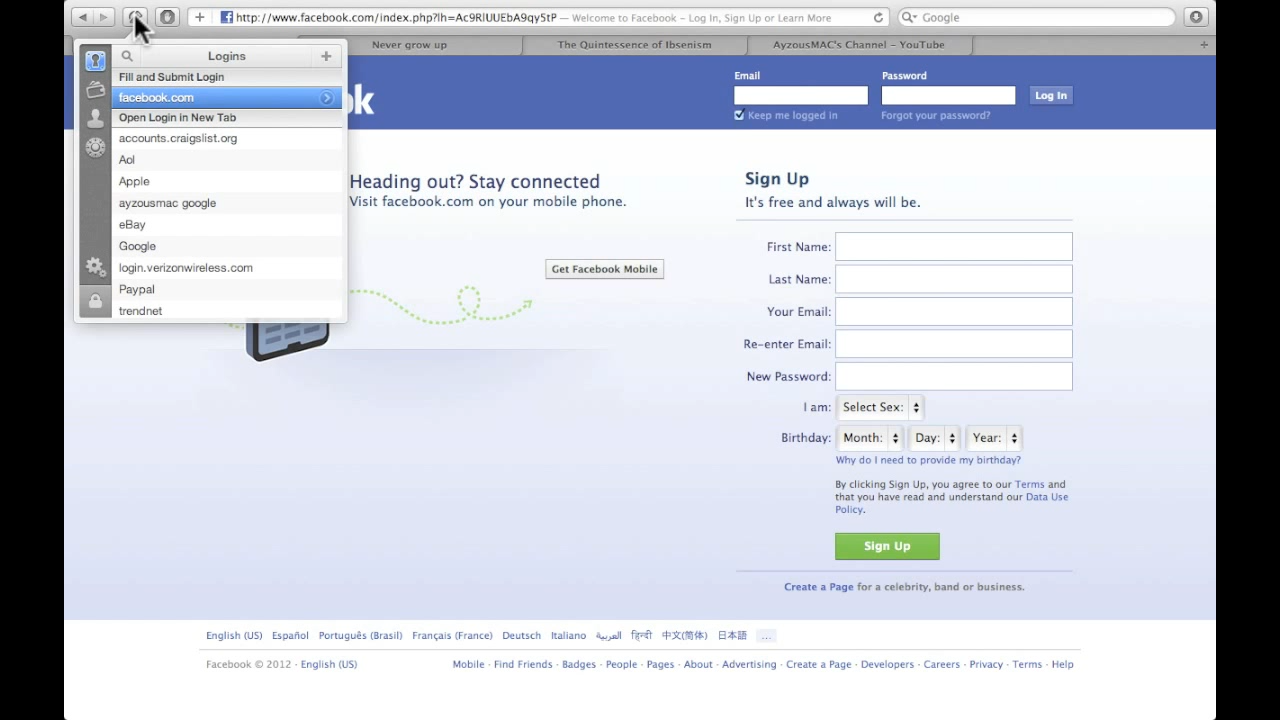 http://www.facebook.com/index.php?lh=Ac9RlUUEbA9qy5tP — Welcome to Facebook – Log In, Sign Up or Learn More
Google
Never grow up
The Quintessence of Ibsenism
AyzousMAC's Channel – YouTube
Logins
Fill and Submit Login
facebook.com
Open Login in New Tab
accounts.craigslist.org
Aol
Apple
ayzousmac google
eBay
Google
login.verizonwireless.com
Paypal
trendnet
ok
Email
Password
Log In
Keep me logged in
Forgot your password?
Heading out? Stay connected
Visit facebook.com on your mobile phone.
Get Facebook Mobile
Sign Up
It's free and always will be.
First Name:
Last Name:
Your Email:
Re-enter Email:
New Password:
I am: Select Sex:
Birthday: Month: Day: Year:
Why do I need to provide my birthday?
By clicking Sign Up, you agree to our Terms and
that you have read and understand our Data Use
Policy.
Sign Up
Create a Page for a celebrity, band or business.
English (US) Español Português (Brasil) Français (France) Deutsch Italiano العربية हिन्दी 中文(简体) 日本語 ...
Facebook © 2012 · English (US)
Mobile · Find Friends · Badges · People · Pages · About · Advertising · Create a Page · Developers · Careers · Privacy · Terms · Help